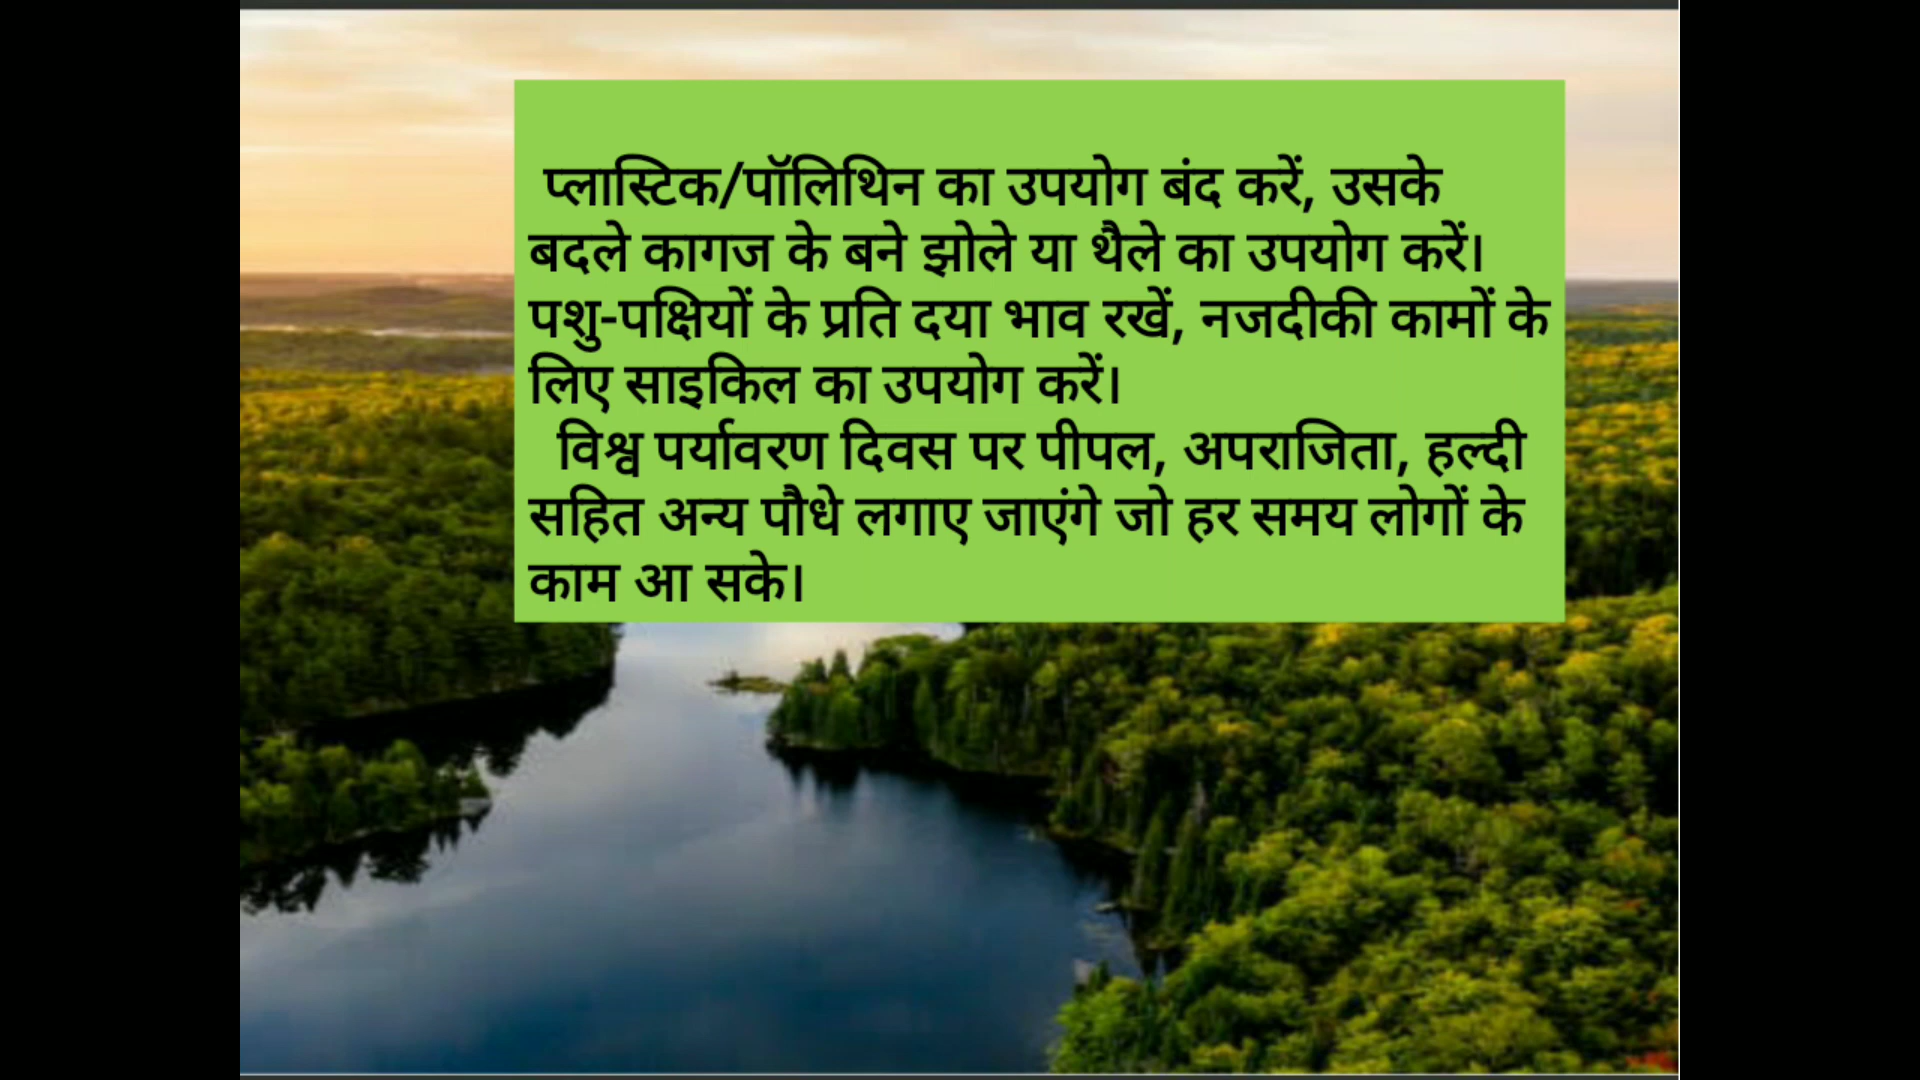 प्लास्टिक/पॉलिथिन का उपयोग बंद करें, उसके
बदले कागज के बने झोले या थैले का उपयोग करें।
पशु-पक्षियों के प्रति दया भाव रखें, नजदीकी कामों के
लिए साइकिल का उपयोग करें।
विश्व पर्यावरण दिवस पर पीपल, अपराजिता, हल्दी
सहित अन्य पौधे लगाए जाएंगे जो हर समय लोगों के
काम आ सके।